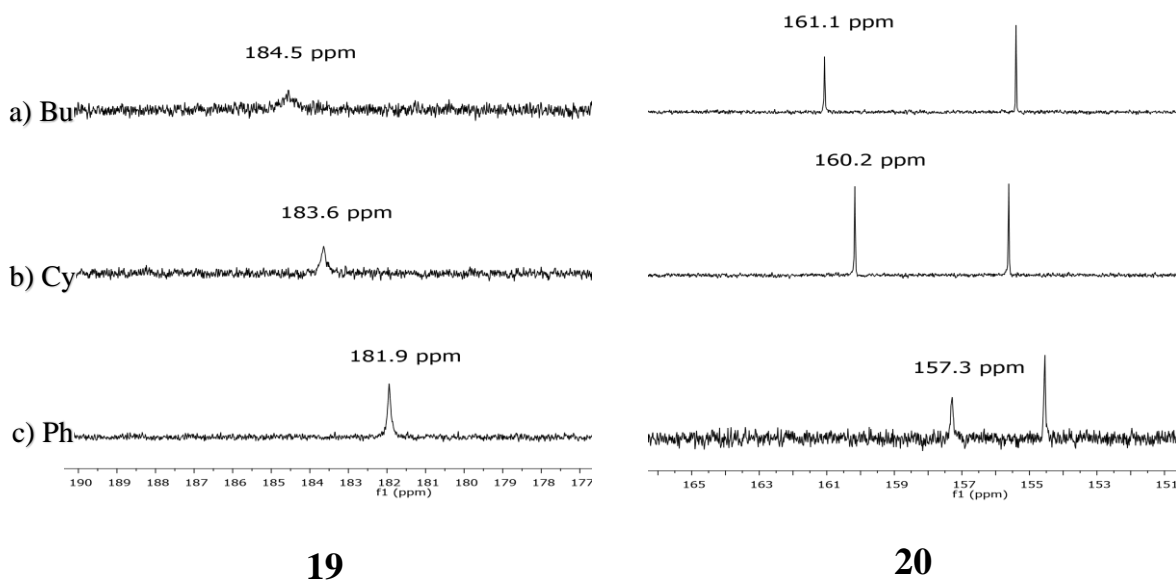 184.5 ppm
a) Bu
183.6 ppm
b) Cy
181.9 ppm
c) Ph
190 189 188 187 186 185 184 183 182 181 180 179 178 177
f1 (ppm)
19
161.1 ppm
160.2 ppm
157.3 ppm
165 163 161 159 157 155 153 151
f1 (ppm)
20